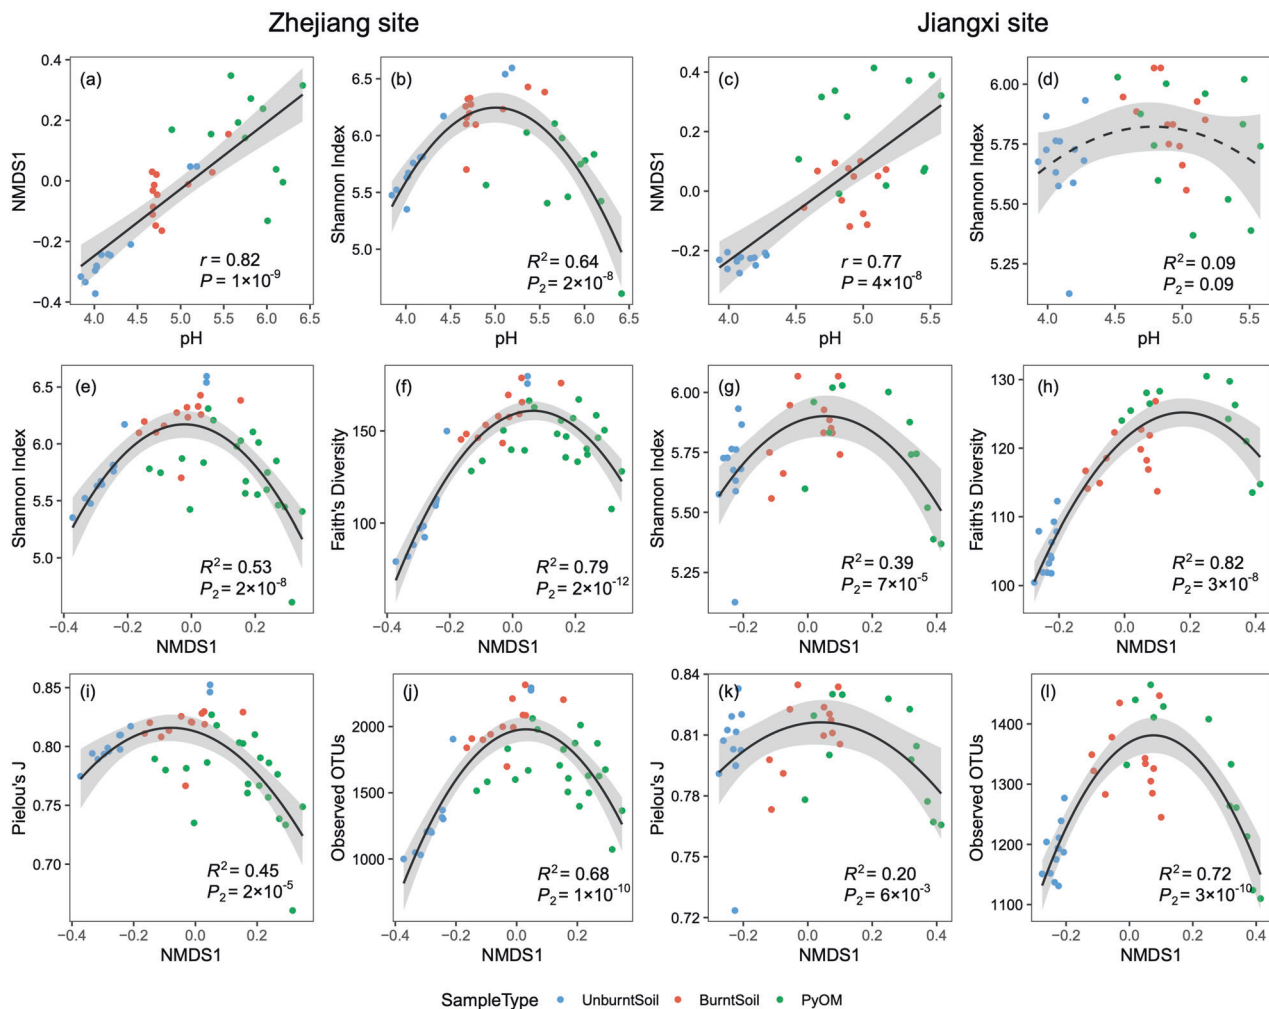 Zhejiang site
Jiangxi site
(a)
NMDS1
0.4
0.2
0.0
−0.2
−0.4
r = 0.82
P = 1×10⁻⁹
4.0 4.5 5.0 5.5 6.0 6.5
pH
(b)
Shannon Index
6.5
6.0
5.5
5.0
R² = 0.64
P₂ = 2×10⁻⁸
4.0 4.5 5.0 5.5 6.0 6.5
pH
(c)
NMDS1
0.4
0.2
0.0
−0.2
r = 0.77
P = 4×10⁻⁸
4.0 4.5 5.0 5.5
pH
(d)
Shannon Index
6.00
5.75
5.50
5.25
R² = 0.09
P₂ = 0.09
4.0 4.5 5.0 5.5
pH
(e)
Shannon Index
6.5
6.0
5.5
5.0
R² = 0.53
P₂ = 2×10⁻⁸
−0.4 −0.2 0.0 0.2 0.4
NMDS1
(f)
Faith's Diversity
150
100
R² = 0.79
P₂ = 2×10⁻¹²
−0.4 −0.2 0.0 0.2 0.4
NMDS1
(g)
Shannon Index
6.00
5.75
5.50
5.25
R² = 0.39
P₂ = 7×10⁻⁵
−0.2 0.0 0.2 0.4
NMDS1
(h)
Faith's Diversity
130
120
110
100
R² = 0.82
P₂ = 3×10⁻⁸
−0.2 0.0 0.2 0.4
NMDS1
(i)
Pielou's J
0.85
0.80
0.75
0.70
R² = 0.45
P₂ = 2×10⁻⁵
−0.4 −0.2 0.0 0.2 0.4
NMDS1
(j)
Observed OTUs
2000
1500
1000
R² = 0.68
P₂ = 1×10⁻¹⁰
−0.4 −0.2 0.0 0.2 0.4
NMDS1
(k)
Pielou's J
0.84
0.81
0.78
0.75
0.72
R² = 0.20
P₂ = 6×10⁻³
−0.2 0.0 0.2 0.4
NMDS1
(l)
Observed OTUs
1400
1300
1200
1100
R² = 0.72
P₂ = 3×10⁻¹⁰
−0.2 0.0 0.2 0.4
NMDS1
SampleType UnburntSoil BurntSoil PyOM